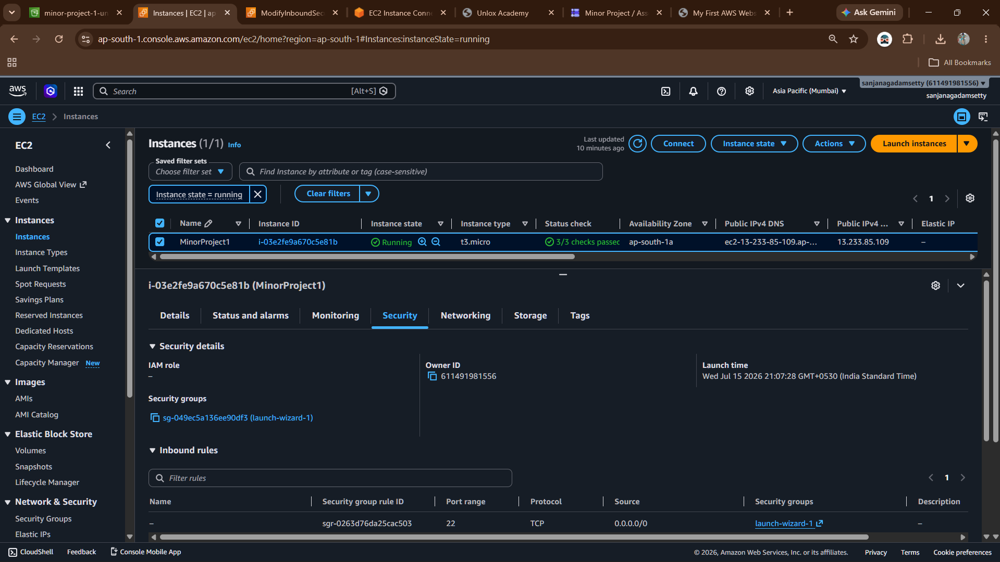 minor-project-1-un
Instances | EC2 | ap
ModifyInboundSec
EC2 Instance Conne
Unlox Academy
Minor Project / Ass
My First AWS Webs
Ask Gemini
ap-south-1.console.aws.amazon.com/ec2/home?region=ap-south-1#Instances:instanceState=running
All Bookmarks
aws
Search
[Alt+S]
Asia Pacific (Mumbai)
sanjanagadamsetty (611491981556)
sanjanagadamsetty
EC2
Instances
EC2
Dashboard
AWS Global View
Events
Instances
Instances
Instance Types
Launch Templates
Spot Requests
Savings Plans
Reserved Instances
Dedicated Hosts
Capacity Reservations
Capacity Manager New
Images
AMIs
AMI Catalog
Elastic Block Store
Volumes
Snapshots
Lifecycle Manager
Network & Security
Security Groups
Elastic IPs
Instances (1/1) Info
Last updated
10 minutes ago
Connect
Instance state
Actions
Launch instances
Saved filter sets
Choose filter set
Find Instance by attribute or tag (case-sensitive)
Instance state = running
Clear filters
1
Name Instance ID Instance state Instance type Status check Availability Zone Public IPv4 DNS Public IPv4 ... Elastic IP
MinorProject1 i-03e2fe9a670c5e81b Running t3.micro 3/3 checks passec ap-south-1a ec2-13-233-85-109.ap-... 13.233.85.109 –
i-03e2fe9a670c5e81b (MinorProject1)
Details Status and alarms Monitoring Security Networking Storage Tags
Security details
IAM role
–
Owner ID
611491981556
Launch time
Wed Jul 15 2026 21:07:28 GMT+0530 (India Standard Time)
Security groups
sg-049ec5a136ee90df3 (launch-wizard-1)
Inbound rules
Filter rules
1
Name Security group rule ID Port range Protocol Source Security groups Description
– sgr-0263d76da25cac503 22 TCP 0.0.0.0/0 launch-wizard-1 –
CloudShell Feedback Console Mobile App
© 2026, Amazon Web Services, Inc. or its affiliates. Privacy Terms Cookie preferences